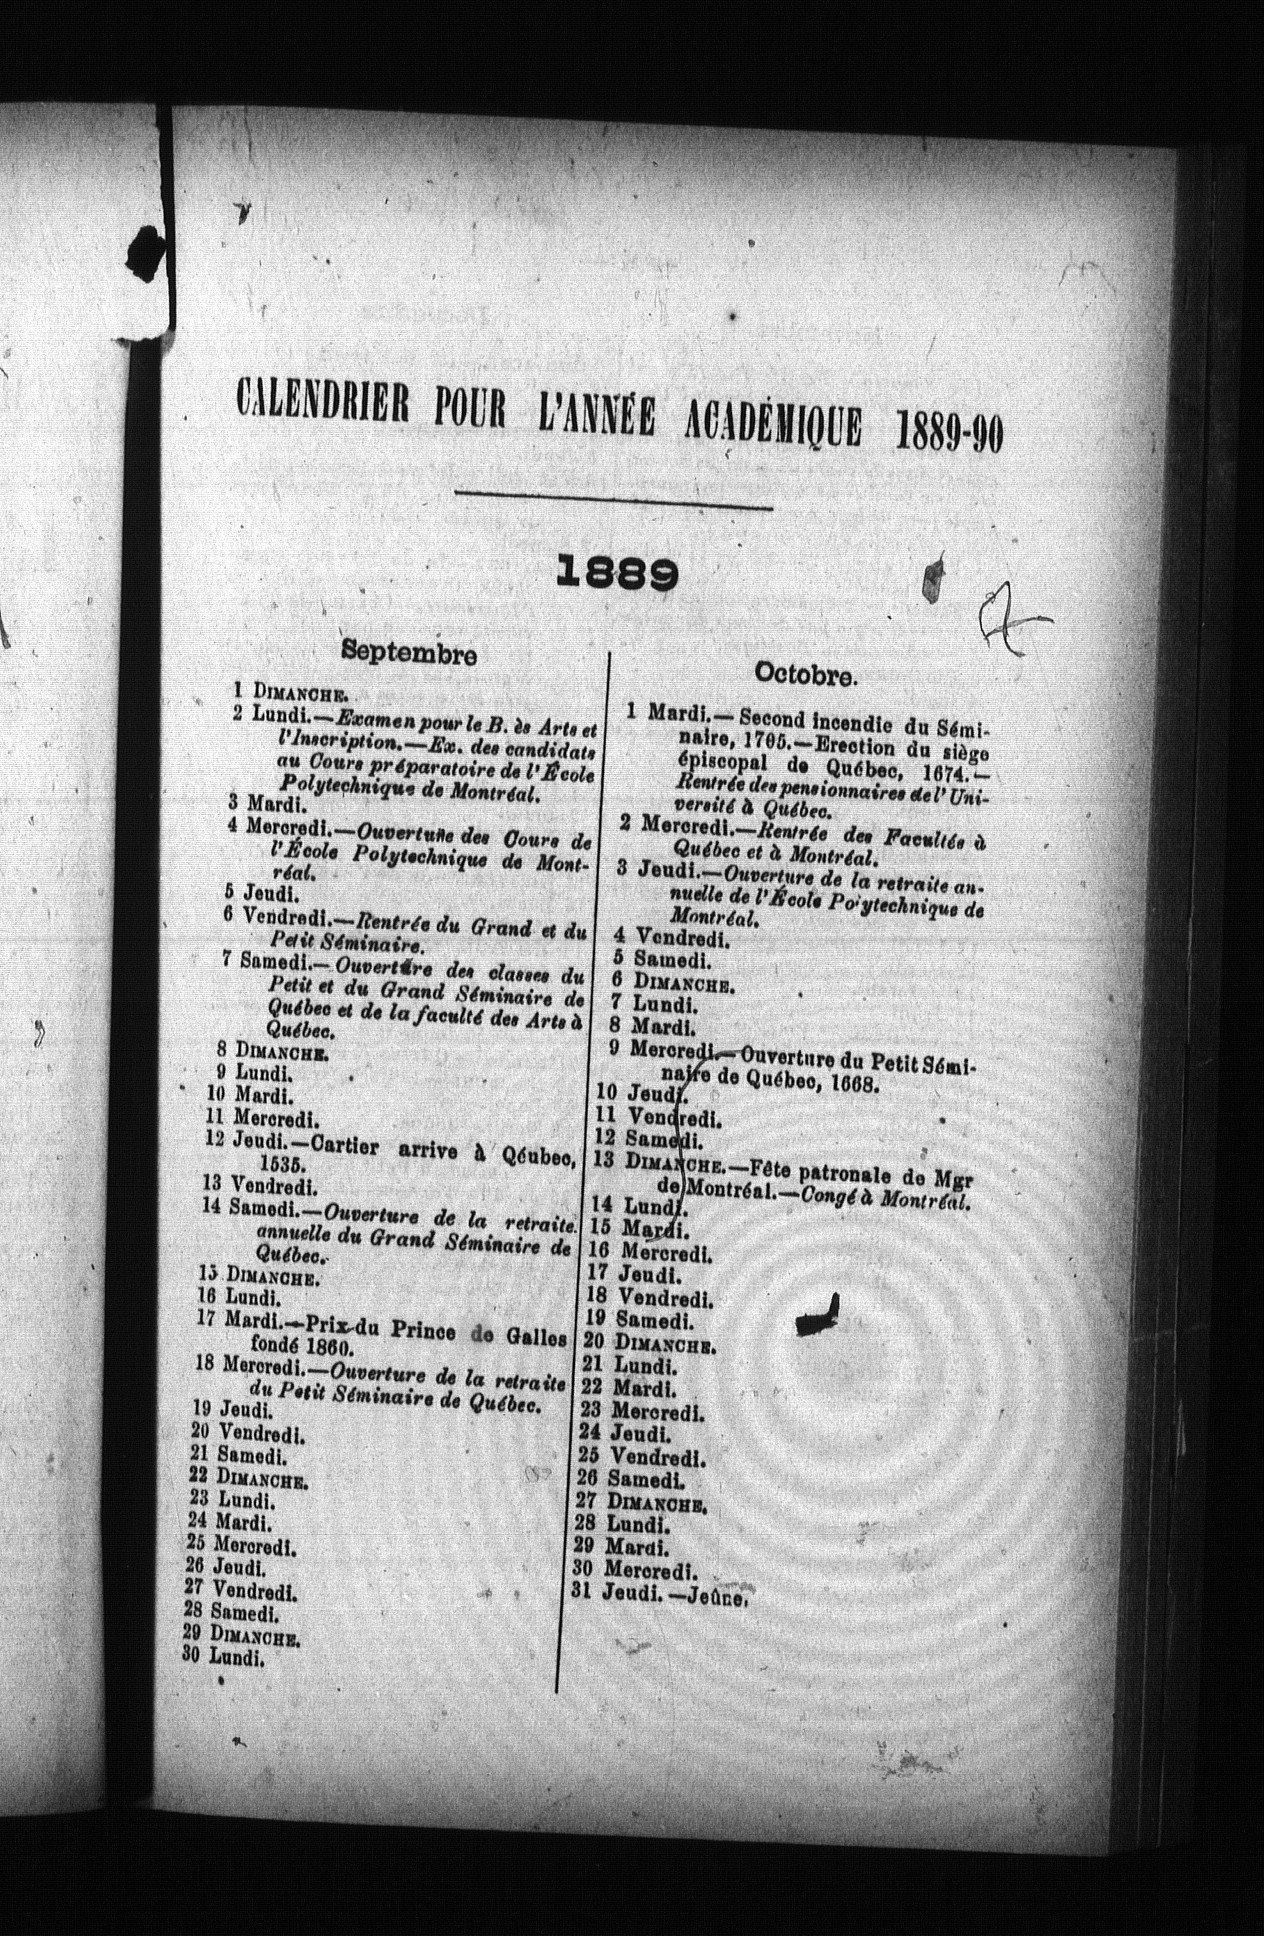 CALENDRIER POUR L'ANNÉE ACADÉMIQUE 1889-90
1889
Septembre
1 DIMANCHE.
2 Lundi.—Examen pour le B. ès Arts et
l'Inscription.—Ex. des candidats
au Cours préparatoire de l'École
Polytechnique de Montréal.
3 Mardi.
4 Mercredi.—Ouverture des Cours de
l'École Polytechnique de Mont-
réal.
5 Jeudi.
6 Vendredi.—Rentrée du Grand et du
Petit Séminaire.
7 Samedi.—Ouverture des classes du
Petit et du Grand Séminaire de
Québec et de la faculté des Arts à
Québec.
8 DIMANCHE.
9 Lundi.
10 Mardi.
11 Mercredi.
12 Jeudi.—Cartier arrive à Qéubec,
1535.
13 Vendredi.
14 Samedi.—Ouverture de la retraite
annuelle du Grand Séminaire de
Québec.
15 DIMANCHE.
16 Lundi.
17 Mardi.—Prix du Prince de Galles
fondé 1860.
18 Mercredi.—Ouverture de la retraite
du Petit Séminaire de Québec.
19 Jeudi.
20 Vendredi.
21 Samedi.
22 DIMANCHE.
23 Lundi.
24 Mardi.
25 Mercredi.
26 Jeudi.
27 Vendredi.
28 Samedi.
29 DIMANCHE.
30 Lundi.
Octobre.
1 Mardi.—Second incendie du Sémi-
naire, 1705.—Erection du siège
épiscopal de Québec, 1674.—
Rentrée des pensionnaires de l'Uni-
versité à Québec.
2 Mercredi.—Rentrée des Facultés à
Québec et à Montréal.
3 Jeudi.—Ouverture de la retraite an-
nuelle de l'École Polytechnique de
Montréal.
4 Vendredi.
5 Samedi.
6 DIMANCHE.
7 Lundi.
8 Mardi.
9 Mercredi.—Ouverture du Petit Sémi-
naire de Québec, 1668.
10 Jeudi.
11 Vendredi.
12 Samedi.
13 DIMANCHE.—Fête patronale de Mgr
de Montréal.—Congé à Montréal.
14 Lundi.
15 Mardi.
16 Mercredi.
17 Jeudi.
18 Vendredi.
19 Samedi.
20 DIMANCHE.
21 Lundi.
22 Mardi.
23 Mercredi.
24 Jeudi.
25 Vendredi.
26 Samedi.
27 DIMANCHE.
28 Lundi.
29 Mardi.
30 Mercredi.
31 Jeudi.—Jeûne.